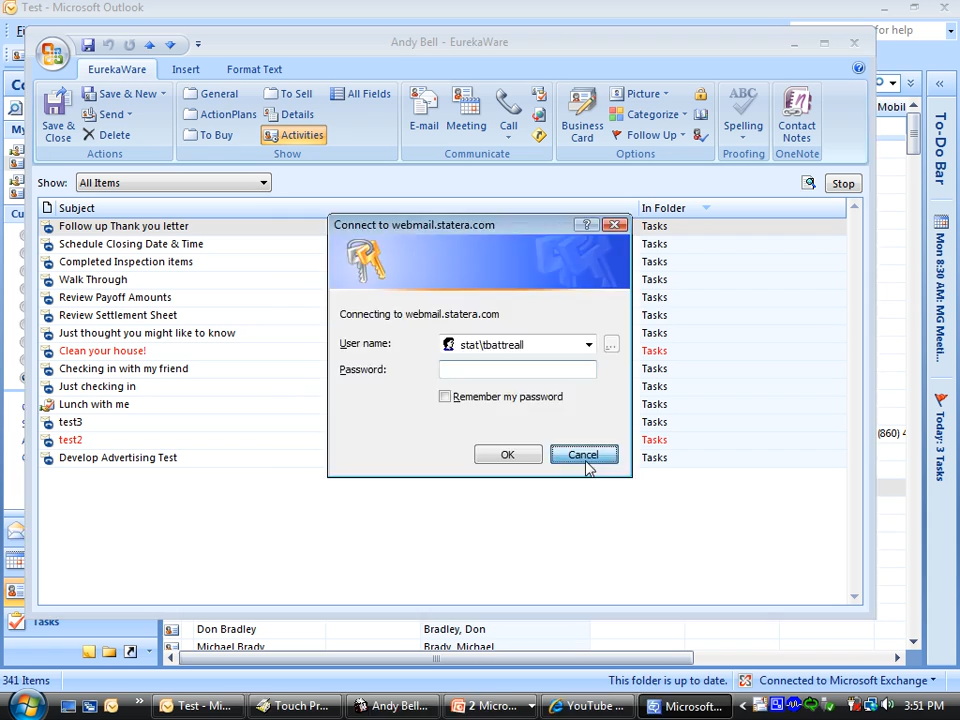 Test - Microsoft Outlook
Andy Bell - EurekaWare
for help
EurekaWare
Insert
Format Text
Save & Close
Save & New
Send
Delete
Actions
General
ActionPlans
To Buy
To Sell
Details
Activities
All Fields
Show
E-mail
Meeting
Call
Communicate
Business Card
Picture
Categorize
Follow Up
Options
ABC
Spelling
Proofing
Contact Notes
OneNote
Mobil
My
Cu
Show:
All Items
Stop
Subject
In Folder
Follow up Thank you letter
Tasks
Schedule Closing Date & Time
Tasks
Completed Inspection items
Tasks
Walk Through
Tasks
Review Payoff Amounts
Tasks
Review Settlement Sheet
Tasks
Just thought you might like to know
Tasks
Clean your house!
Tasks
Checking in with my friend
Tasks
Just checking in
Tasks
Lunch with me
Tasks
test3
Tasks
test2
Tasks
Develop Advertising Test
Tasks
Connect to webmail.statera.com
Connecting to webmail.statera.com
User name:
stat\tbattreall
Password:
Remember my password
OK
Cancel
To-Do Bar
Mon 8:30 AM: MG Meeti...
Today: 3 Tasks
(860) 4
Tasks
Don Bradley
Bradley, Don
Michael Brady
Brady, Michael
341 Items
This folder is up to date.
Connected to Microsoft Exchange
Test - Mi...
Touch Pr...
Andy Bell...
2 Micro...
YouTube ...
Microsoft...
3:51 PM